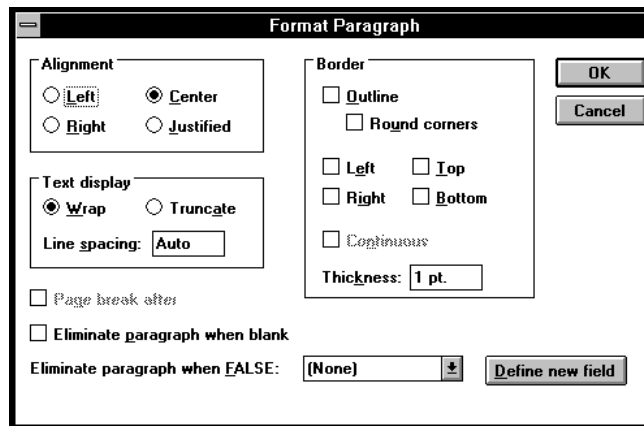 Format Paragraph
Alignment
Left
Center
Right
Justified
Text display
Wrap
Truncate
Line spacing: Auto
Page break after
Eliminate paragraph when blank
Eliminate paragraph when FALSE: (None)
Define new field
Border
Outline
Round corners
Left
Top
Right
Bottom
Continuous
Thickness: 1 pt.
OK
Cancel